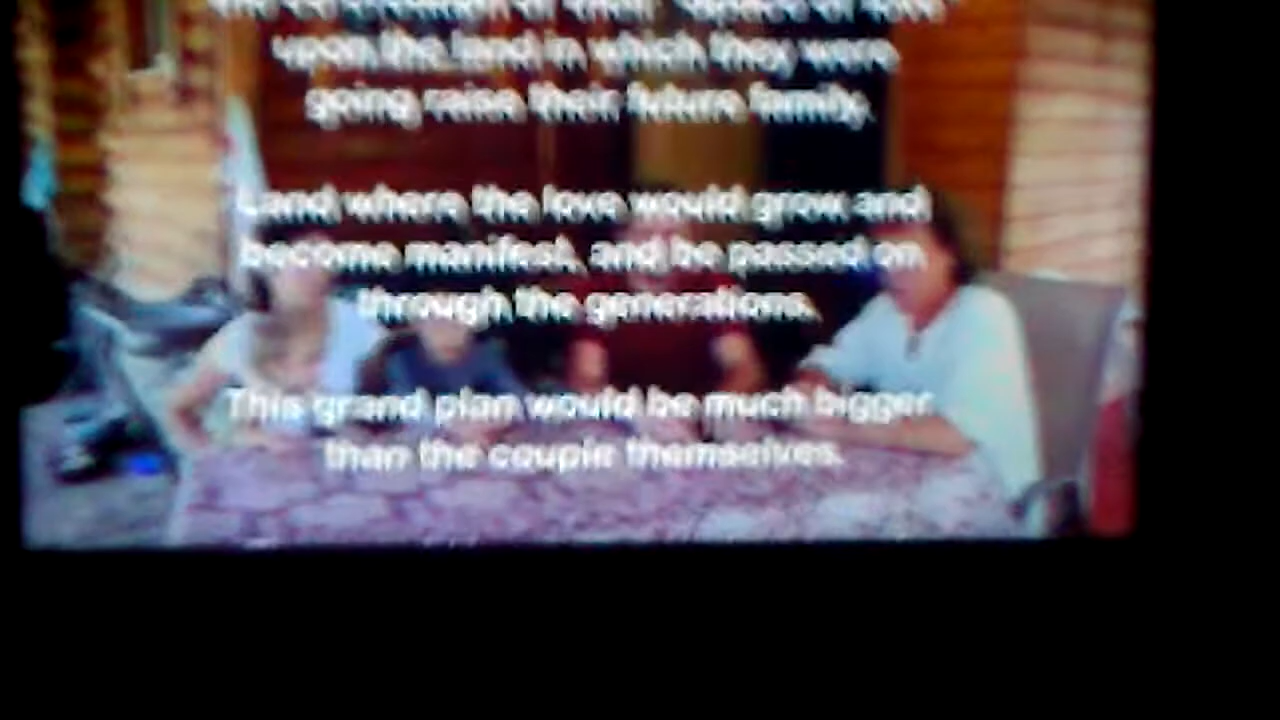 upon the land in which they were
going raise their future family.
Land where the love would grow and
become manifest, and be passed on
through the generations.
This grand plan would be much bigger
than the couple themselves.